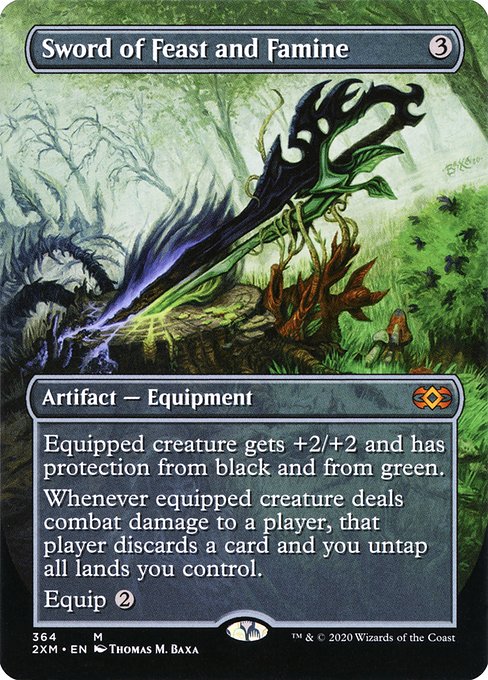 Sword of Feast and Famine 3
Artifact — Equipment
Equipped creature gets +2/+2 and has
protection from black and from green.
Whenever equipped creature deals
combat damage to a player, that
player discards a card and you untap
all lands you control.
Equip 2
364 M
2XM • EN Thomas M. Baxa
™ & © 2020 Wizards of the Coast